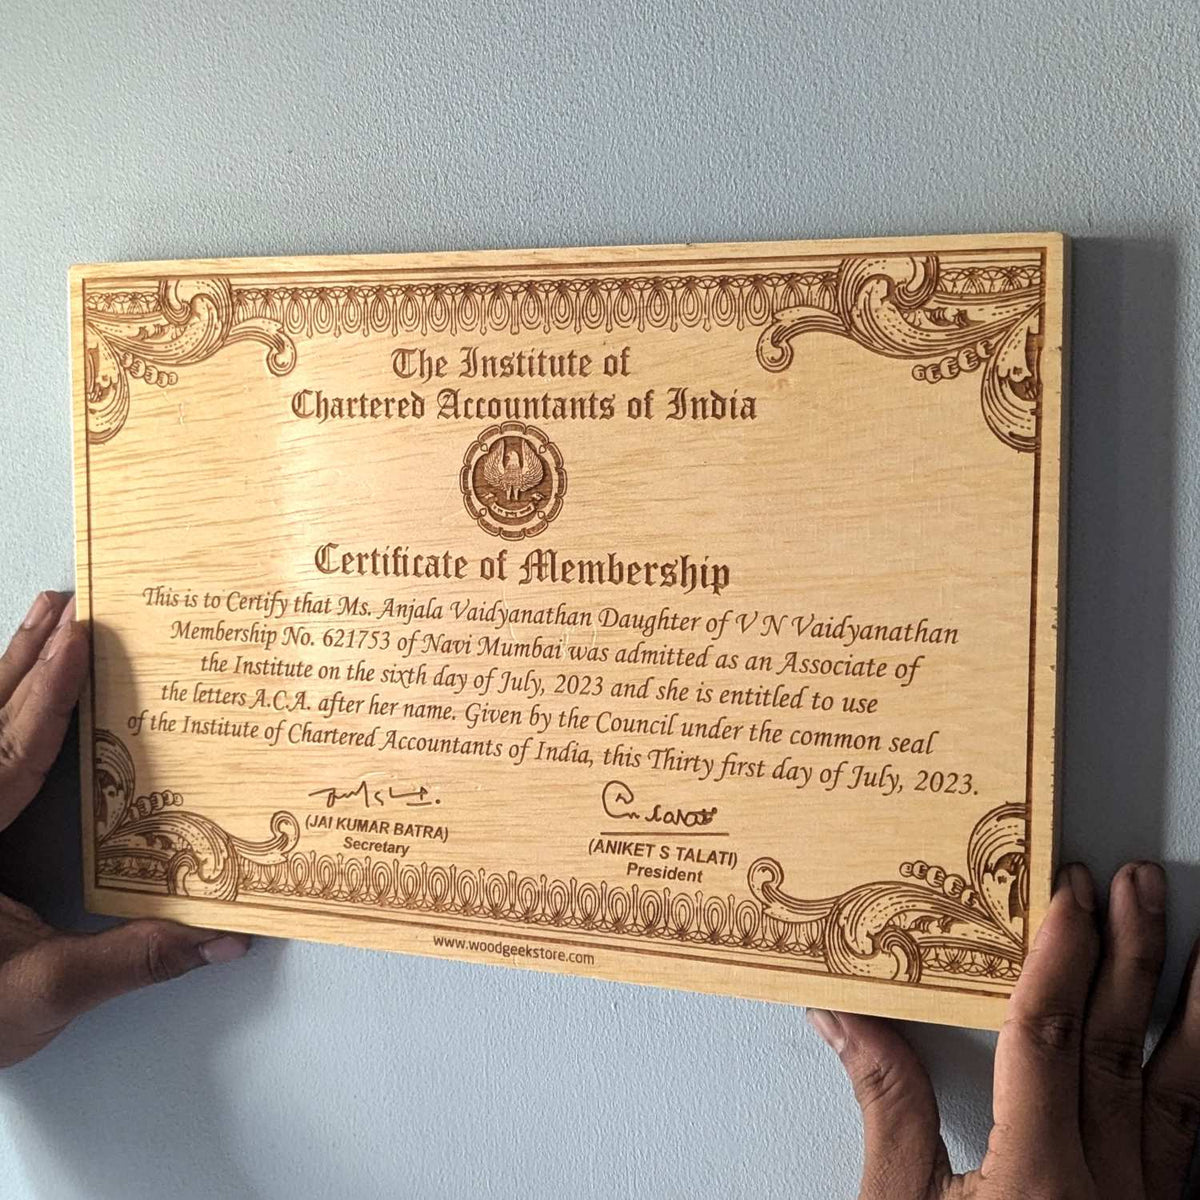 The Institute of
Chartered Accountants of India
Certificate of Membership
This is to Certify that Ms. Anjala Vaidyanathan Daughter of V N Vaidyanathan
Membership No. 621753 of Navi Mumbai was admitted as an Associate of
the Institute on the sixth day of July, 2023 and she is entitled to use
the letters A.C.A. after her name. Given by the Council under the common seal
of the Institute of Chartered Accountants of India, this Thirty first day of July, 2023.
(JAI KUMAR BATRA)
Secretary
(ANIKET S TALATI)
President
www.woodgeekstore.com